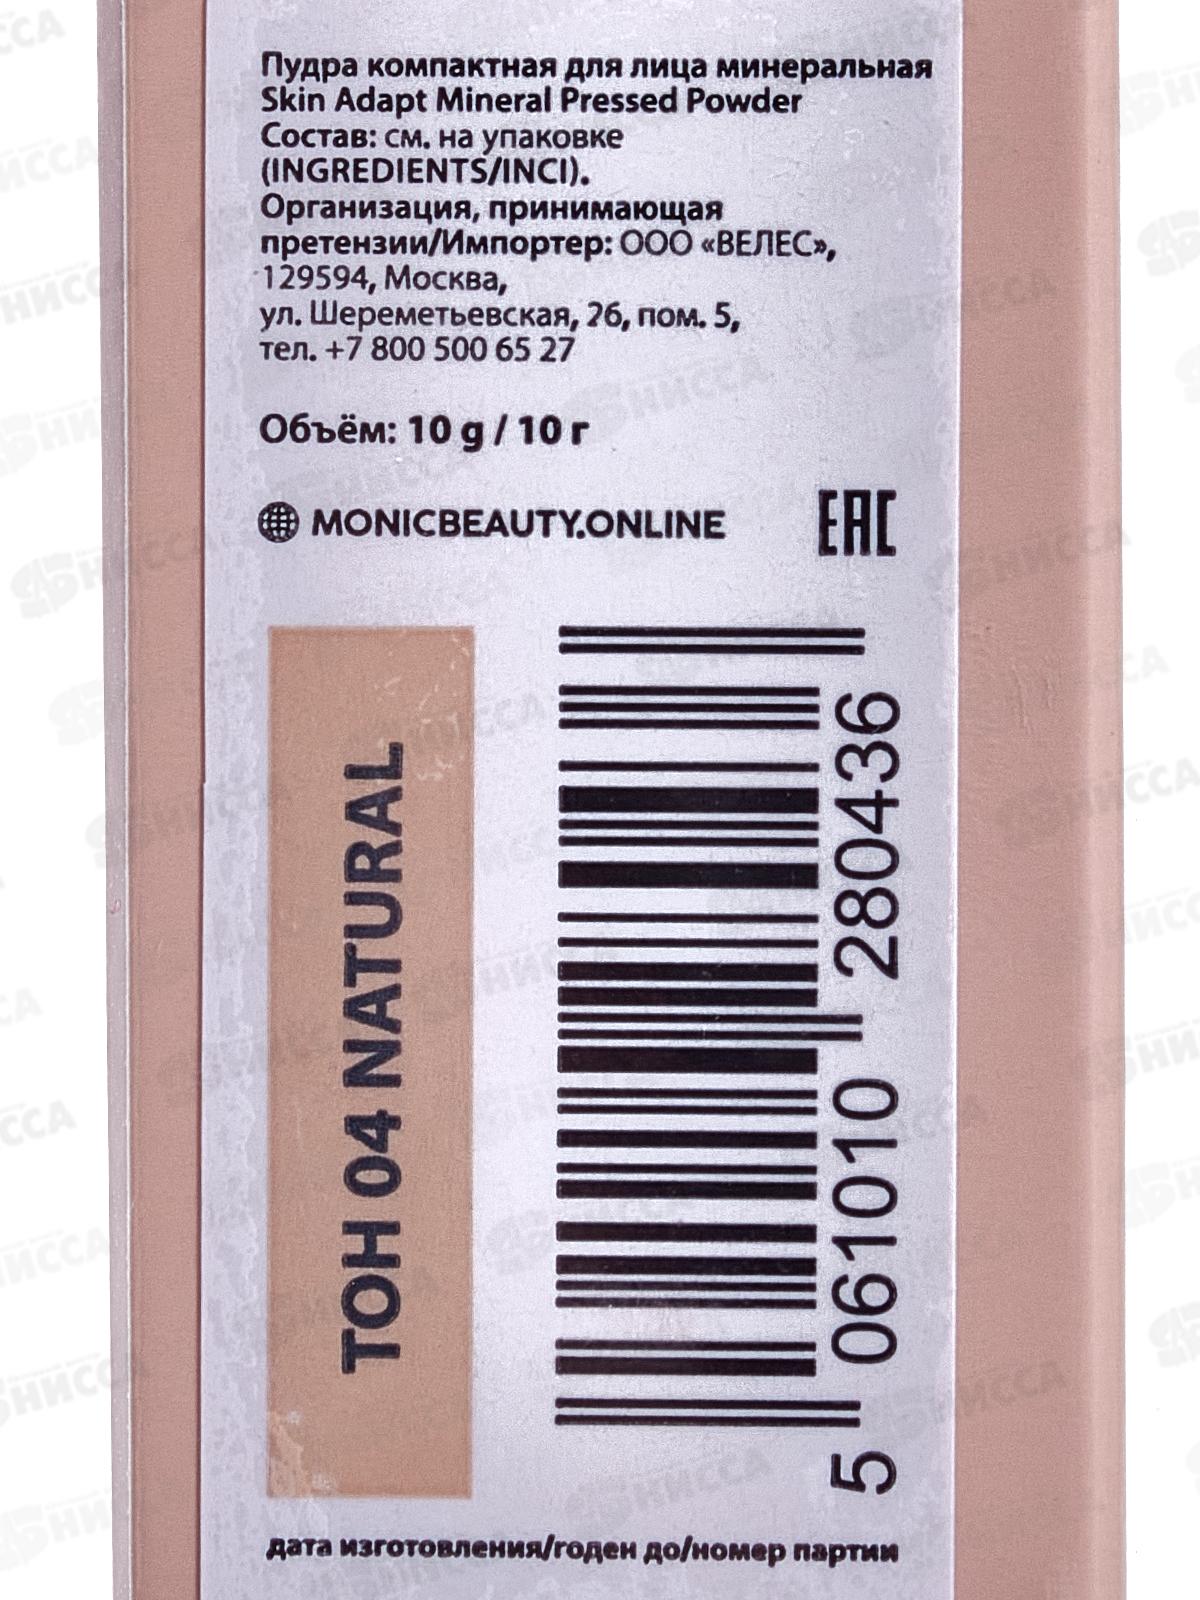 Пудра компактная для лица минеральная
Skin Adapt Mineral Pressed Powder
Состав: см. на упаковке
(INGREDIENTS/INCI).
Организация, принимающая
претензии/Импортер: ООО «ВЕЛЕС»,
129594, Москва,
ул. Шереметьевская, 26, пом. 5,
тел. +7 800 500 65 27
Объём: 10 g / 10 г
MONICBEAUTY.ONLINE
EAC
ТОН 04 NATURAL
5 061010 280436
дата изготовления/годен до/номер партии